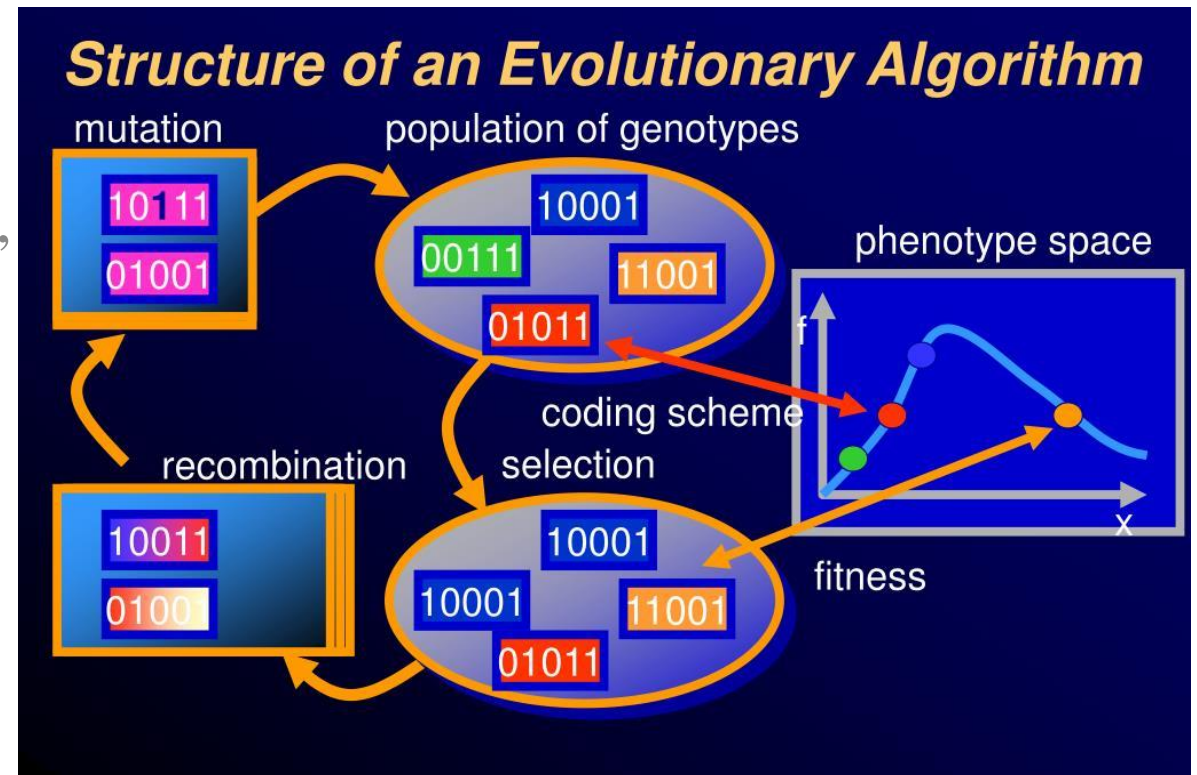 Structure of an Evolutionary Algorithm
mutation
population of genotypes
10111
01001
10001
00111
11001
01011
phenotype space
f
x
coding scheme
recombination
selection
10011
01001
10001
10001
11001
01011
fitness
,